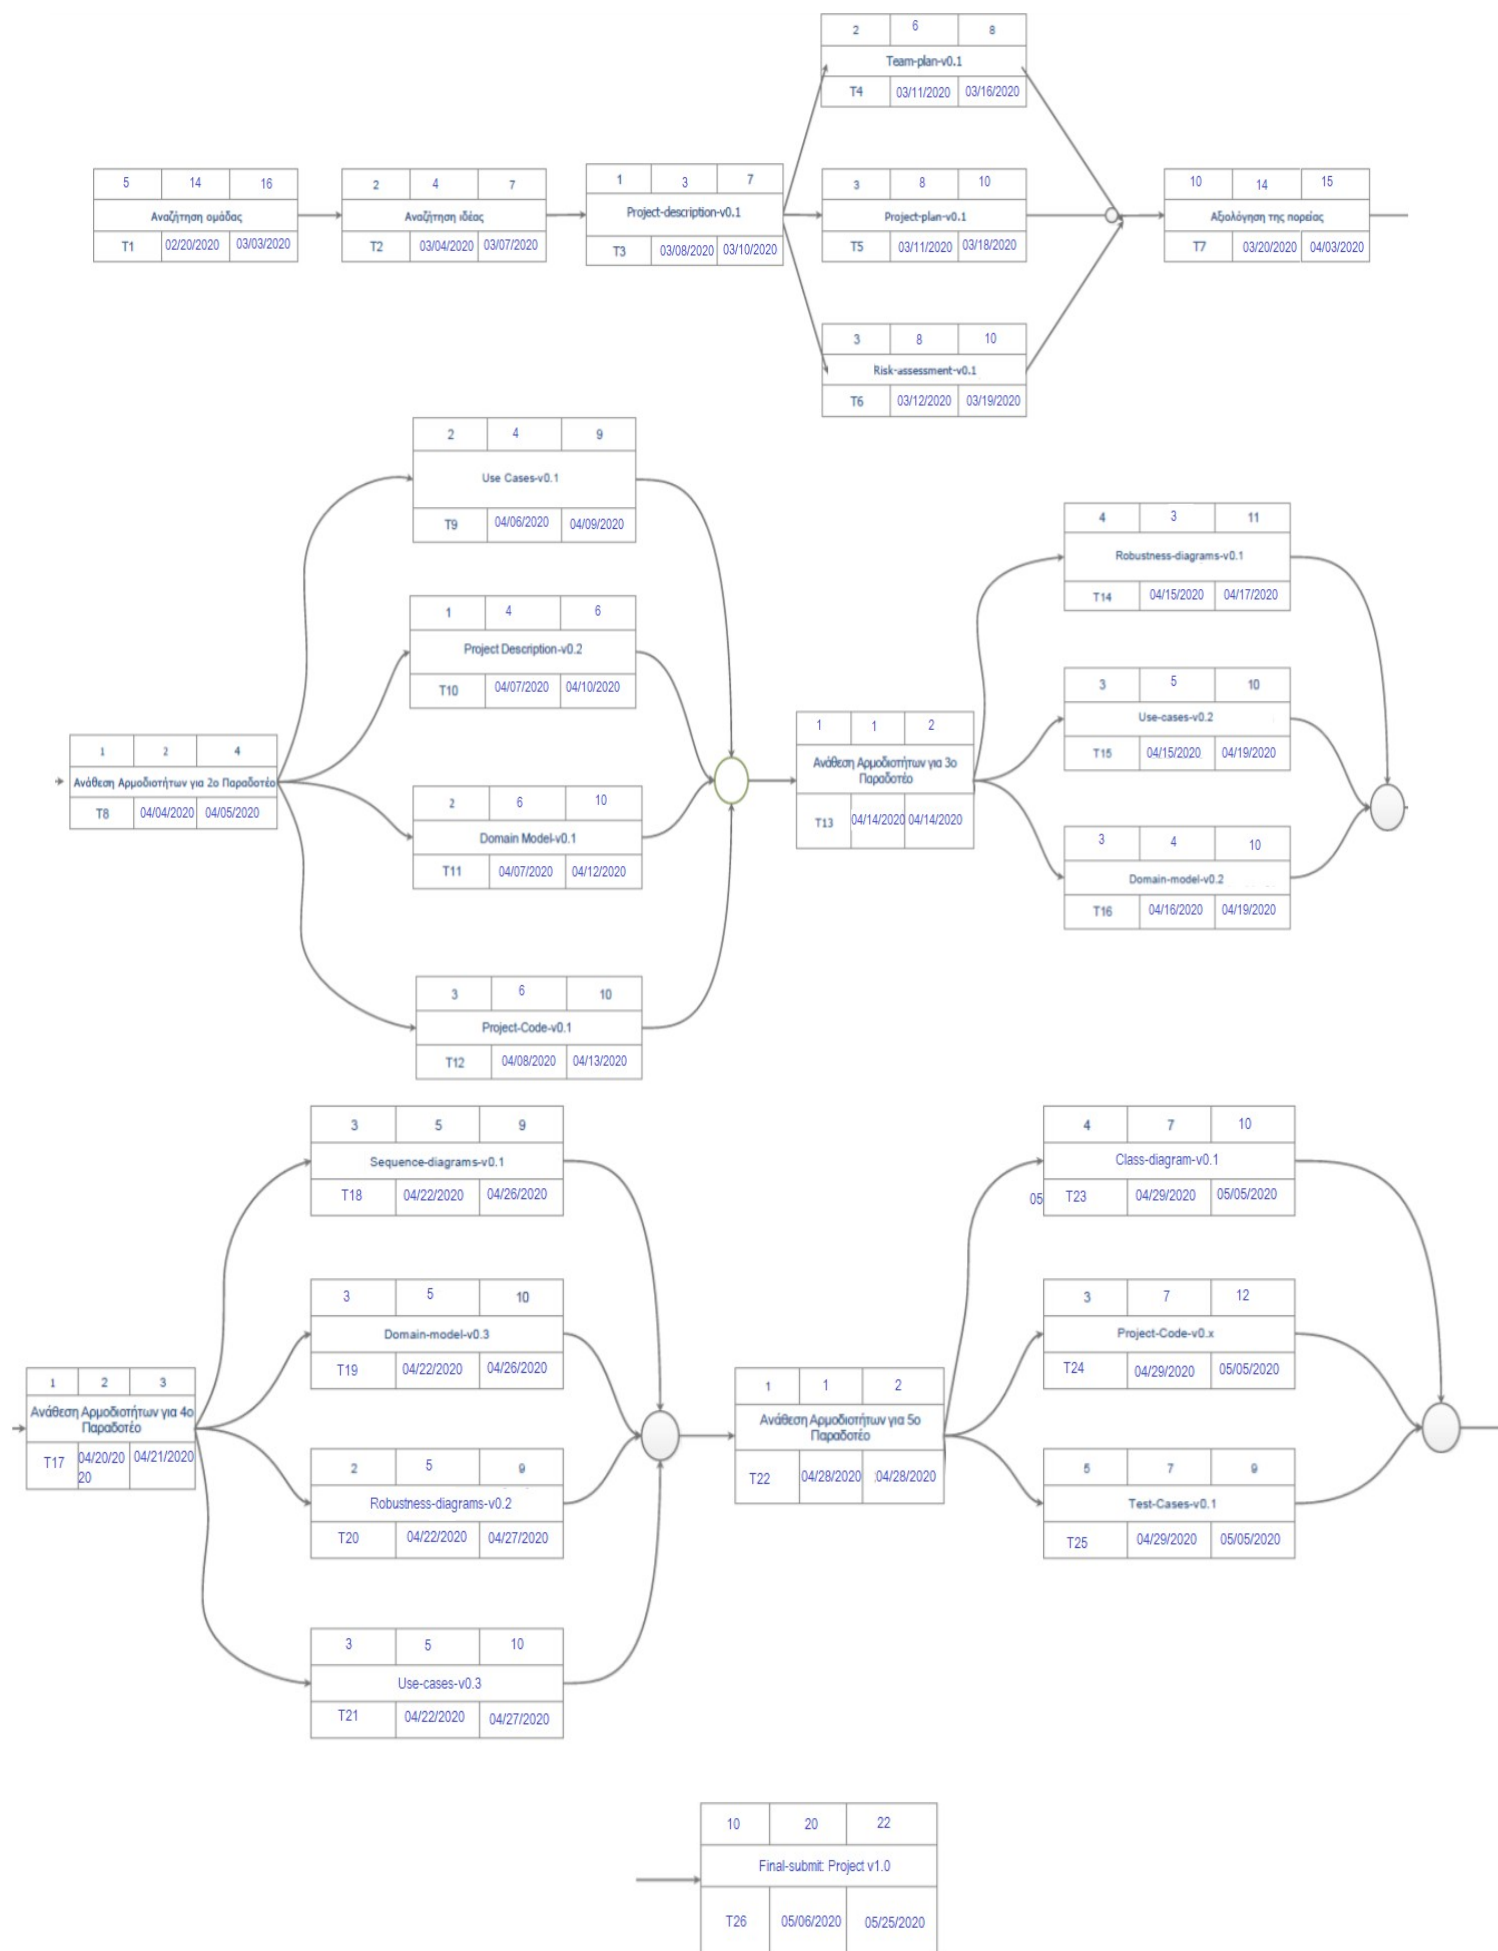 2 6 8
Team-plan-v0.1
T4 03/11/2020 03/16/2020
5 14 16
Αναζήτηση ομάδας
T1 02/20/2020 03/03/2020
2 4 7
Αναζήτηση ιδέας
T2 03/04/2020 03/07/2020
1 3 7
Project-description-v0.1
T3 03/08/2020 03/10/2020
3 8 10
Project-plan-v0.1
T5 03/11/2020 03/18/2020
10 14 15
Αξιολόγηση της πορείας
T7 03/20/2020 04/03/2020
3 8 10
Risk-assessment-v0.1
T6 03/12/2020 03/19/2020
2 4 9
Use Cases-v0.1
T9 04/06/2020 04/09/2020
1 4 6
Project Description-v0.2
T10 04/07/2020 04/10/2020
1 2 4
Ανάθεση Αρμοδιοτήτων για 2ο Παραδοτέο
T8 04/04/2020 04/05/2020
2 6 10
Domain Model-v0.1
T11 04/07/2020 04/12/2020
3 6 10
Project-Code-v0.1
T12 04/08/2020 04/13/2020
1 1 2
Ανάθεση Αρμοδιοτήτων για 3ο
Παραδοτέο
T13 04/14/2020 04/14/2020
4 3 11
Robustness-diagrams-v0.1
T14 04/15/2020 04/17/2020
3 5 10
Use-cases-v0.2
T15 04/15/2020 04/19/2020
3 4 10
Domain-model-v0.2
T16 04/16/2020 04/19/2020
3 5 9
Sequence-diagrams-v0.1
T18 04/22/2020 04/26/2020
3 5 10
Domain-model-v0.3
T19 04/22/2020 04/26/2020
1 2 3
Ανάθεση Αρμοδιοτήτων για 4ο
Παραδοτέο
T17 04/20/20 04/21/2020
20
2 5 9
Robustness-diagrams-v0.2
T20 04/22/2020 04/27/2020
3 5 10
Use-cases-v0.3
T21 04/22/2020 04/27/2020
1 1 2
Ανάθεση Αρμοδιοτήτων για 5ο
Παραδοτέο
T22 04/28/2020 04/28/2020
4 7 10
Class-diagram-v0.1
05 T23 04/29/2020 05/05/2020
3 7 12
Project-Code-v0.x
T24 04/29/2020 05/05/2020
7 9
Test-Cases-v0.1
T25 04/29/2020 05/05/2020
10 20 22
Final-submit: Project v1.0
T26 05/06/2020 05/25/2020